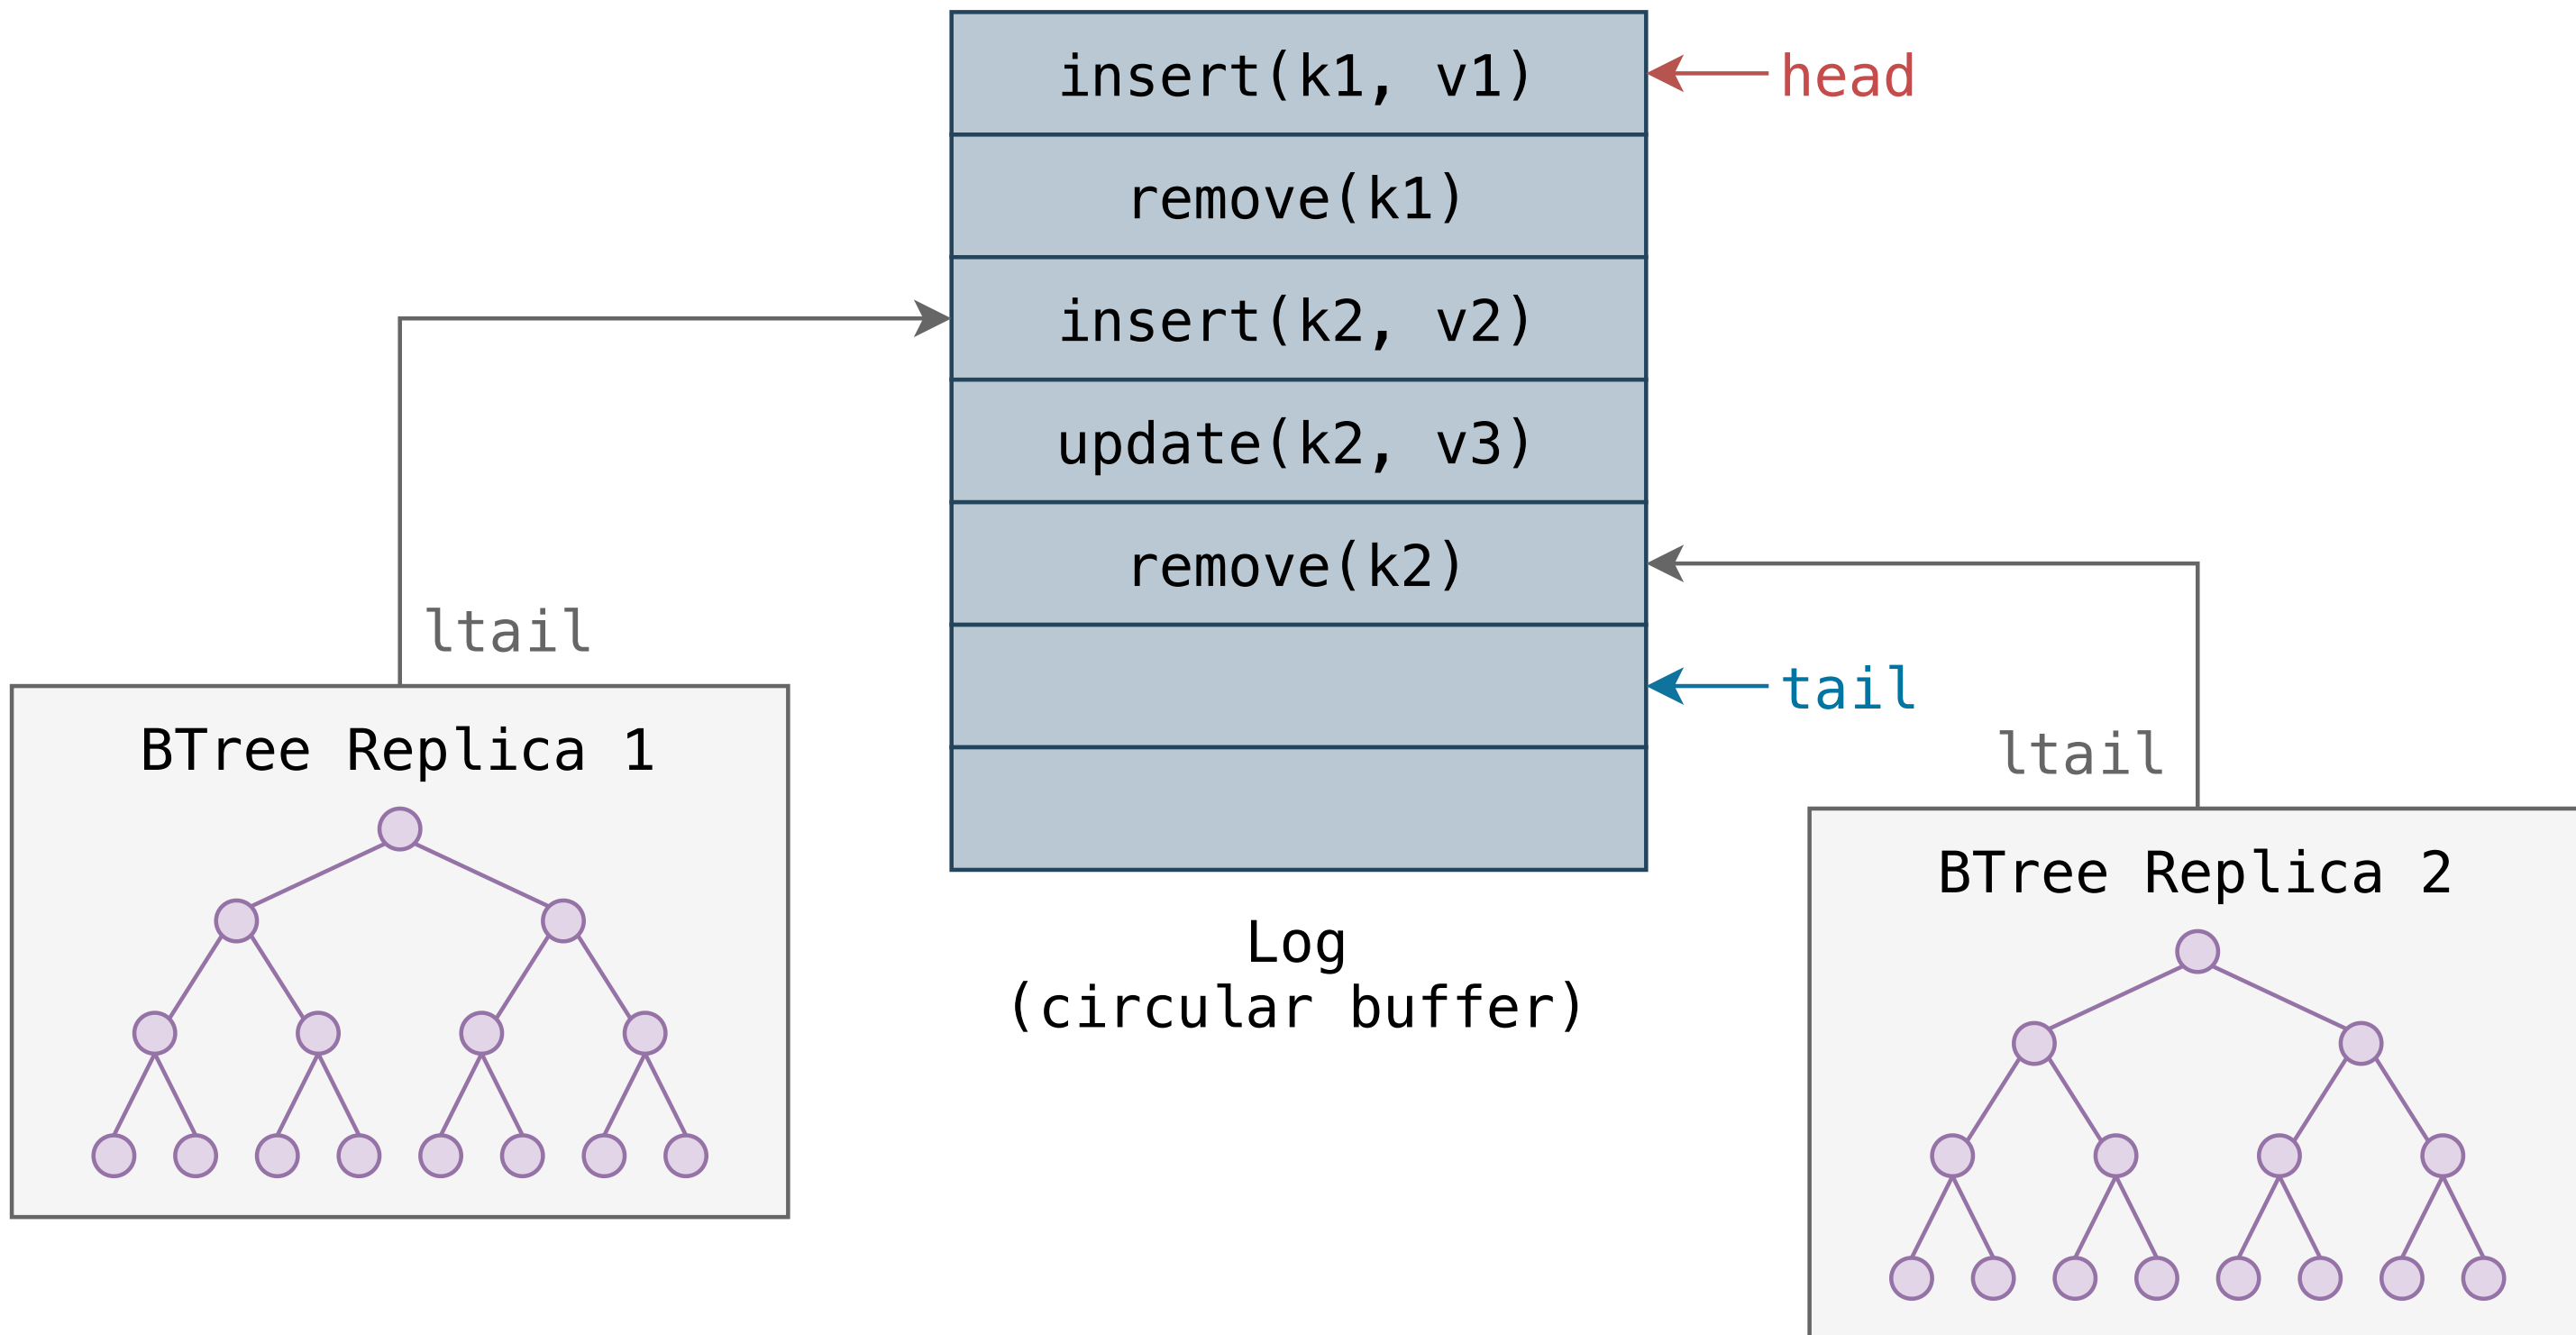 insert(k1, v1)
head
remove(k1)
insert(k2, v2)
update(k2, v3)
remove(k2)
ltail
tail
ltail
BTree Replica 1
BTree Replica 2
Log
(circular buffer)